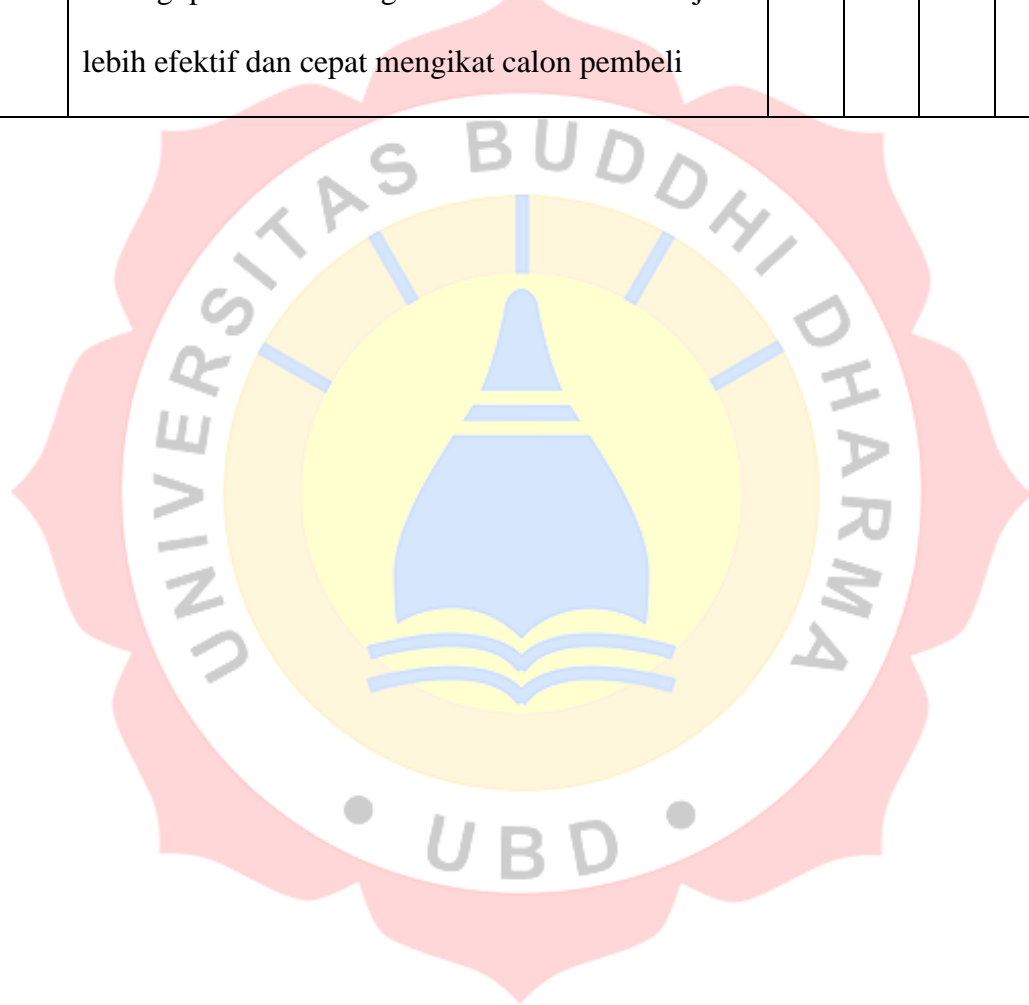 lebih efektif dan cepat mengikat calon pembeli
UNIVERSITAS BUDDHI DHARMA
• UBD •